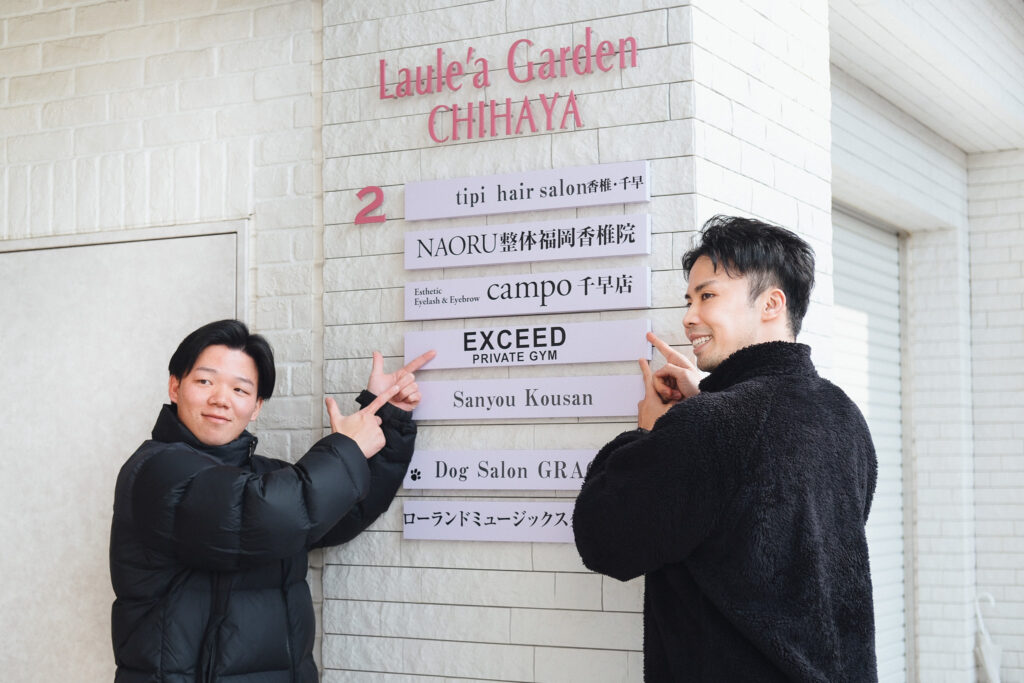 Laule'a Garden
CHIHAYA
2
tipi hair salon香椎・千早
NAORU整体福岡香椎院
Esthetic
Eyelash & Eyebrow
campo 千早店
EXCEED
PRIVATE GYM
Sanyou Kousan
Dog Salon
ローランドミュージックス